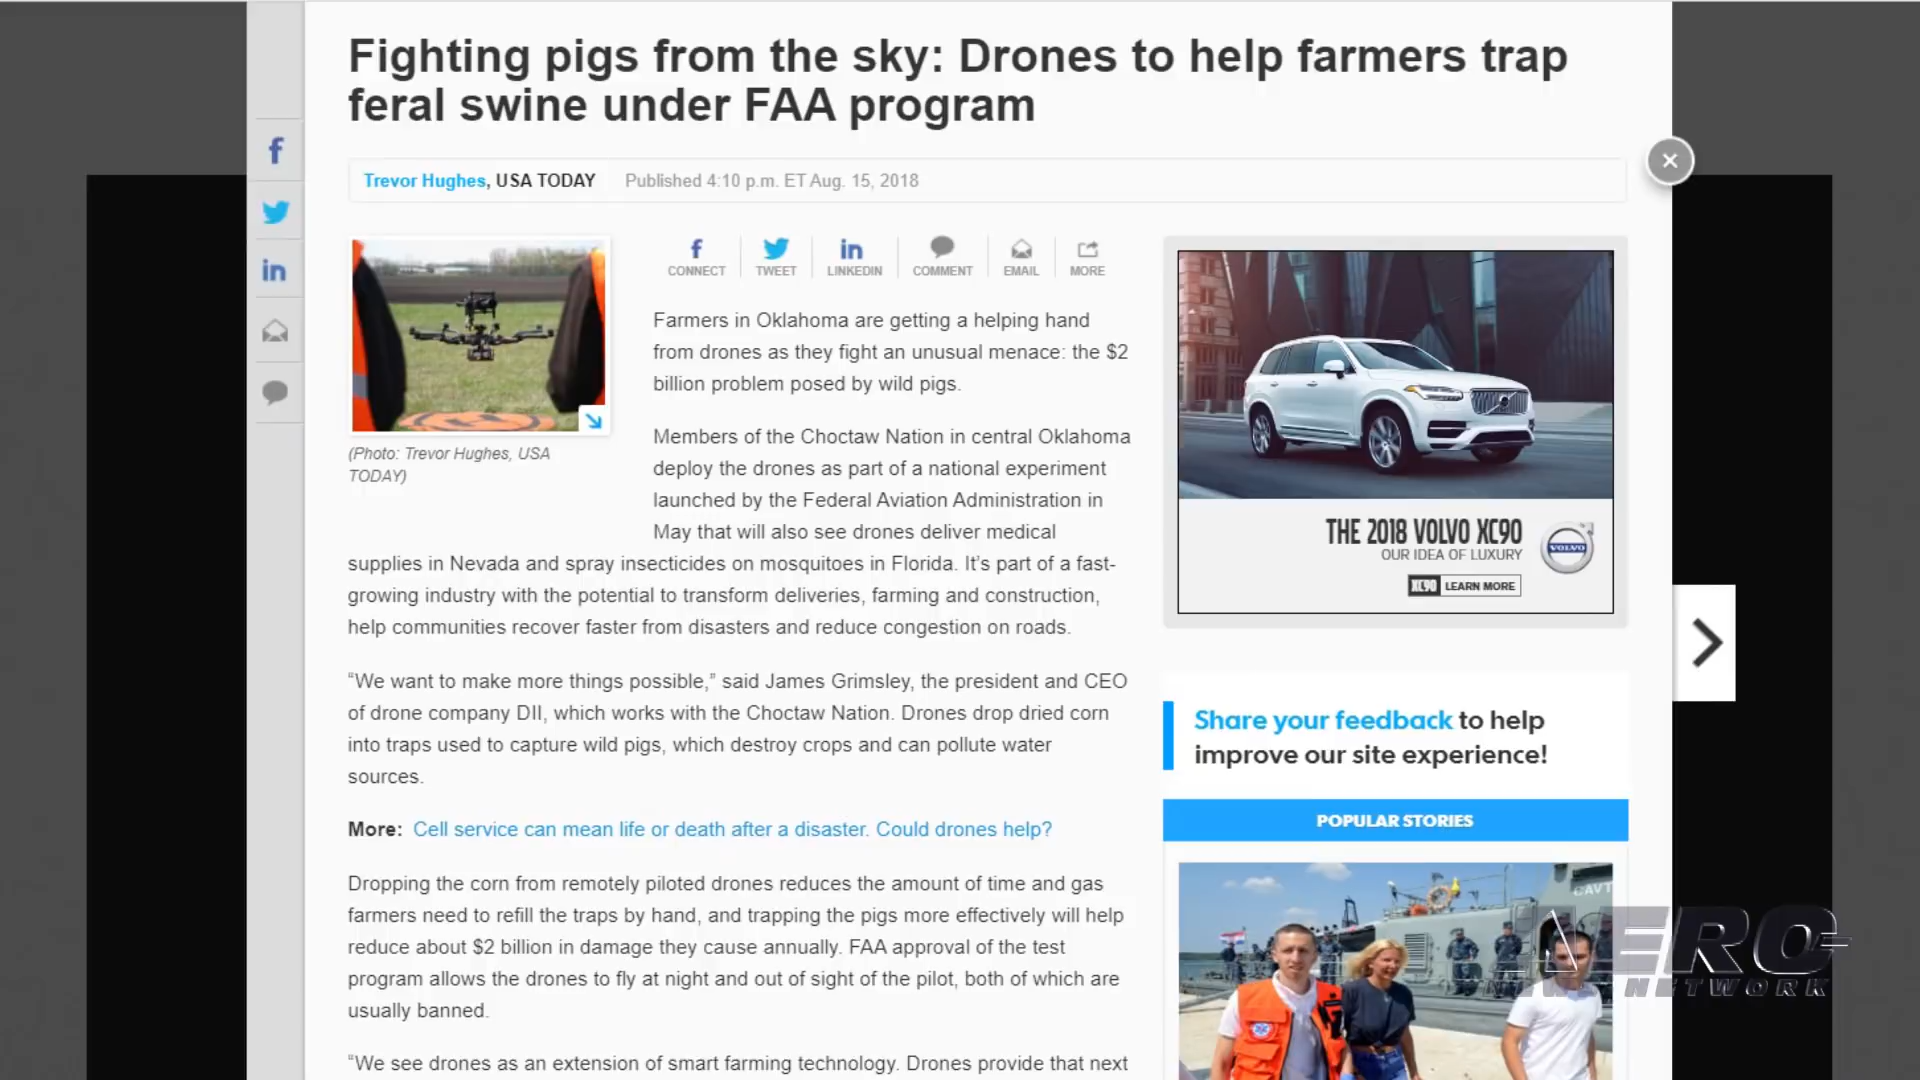 Fighting pigs from the sky: Drones to help farmers trap
feral swine under FAA program
Trevor Hughes, USA TODAY Published 4:10 p.m. ET Aug. 15, 2018
CONNECT TWEET LINKEDIN COMMENT EMAIL MORE
(Photo: Trevor Hughes, USA
TODAY)
Farmers in Oklahoma are getting a helping hand
from drones as they fight an unusual menace: the $2
billion problem posed by wild pigs.
Members of the Choctaw Nation in central Oklahoma
deploy the drones as part of a national experiment
launched by the Federal Aviation Administration in
May that will also see drones deliver medical
supplies in Nevada and spray insecticides on mosquitoes in Florida. It’s part of a fast-
growing industry with the potential to transform deliveries, farming and construction,
help communities recover faster from disasters and reduce congestion on roads.
“We want to make more things possible,” said James Grimsley, the president and CEO
of drone company DII, which works with the Choctaw Nation. Drones drop dried corn
into traps used to capture wild pigs, which destroy crops and can pollute water
sources.
More: Cell service can mean life or death after a disaster. Could drones help?
Dropping the corn from remotely piloted drones reduces the amount of time and gas
farmers need to refill the traps by hand, and trapping the pigs more effectively will help
reduce about $2 billion in damage they cause annually. FAA approval of the test
program allows the drones to fly at night and out of sight of the pilot, both of which are
usually banned.
“We see drones as an extension of smart farming technology. Drones provide that next
THE 2018 VOLVO XC90
OUR IDEA OF LUXURY
VOLVO
XC90 LEARN MORE
Share your feedback to help
improve our site experience!
POPULAR STORIES
AERO
NETWORK